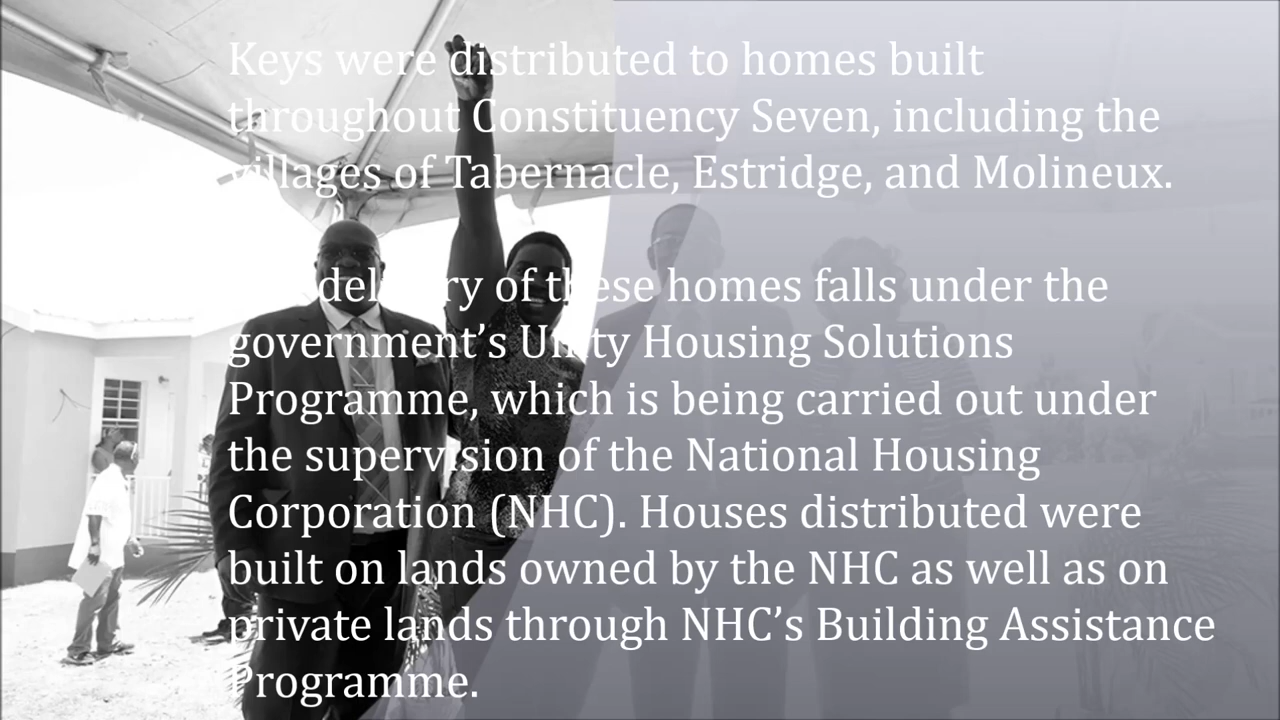 Keys were distributed to homes built
throughout Constituency Seven, including the
villages of Tabernacle, Estridge, and Molineux.
delivery of these homes falls under the
government’s Unity Housing Solutions
Programme, which is being carried out under
the supervision of the National Housing
Corporation (NHC). Houses distributed were
built on lands owned by the NHC as well as on
private lands through NHC’s Building Assistance
Programme.